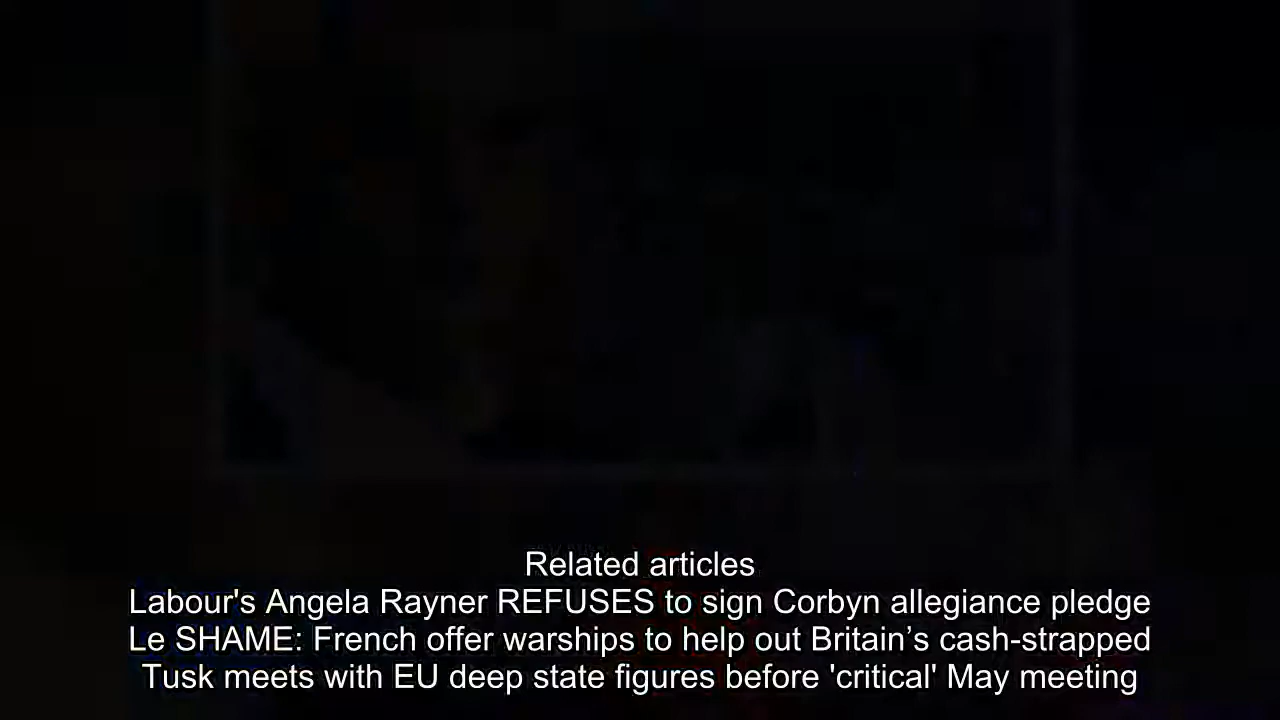 Related articles
Labour's Angela Rayner REFUSES to sign Corbyn allegiance pledge
Le SHAME: French offer warships to help out Britain’s cash-strapped
Tusk meets with EU deep state figures before 'critical' May meeting